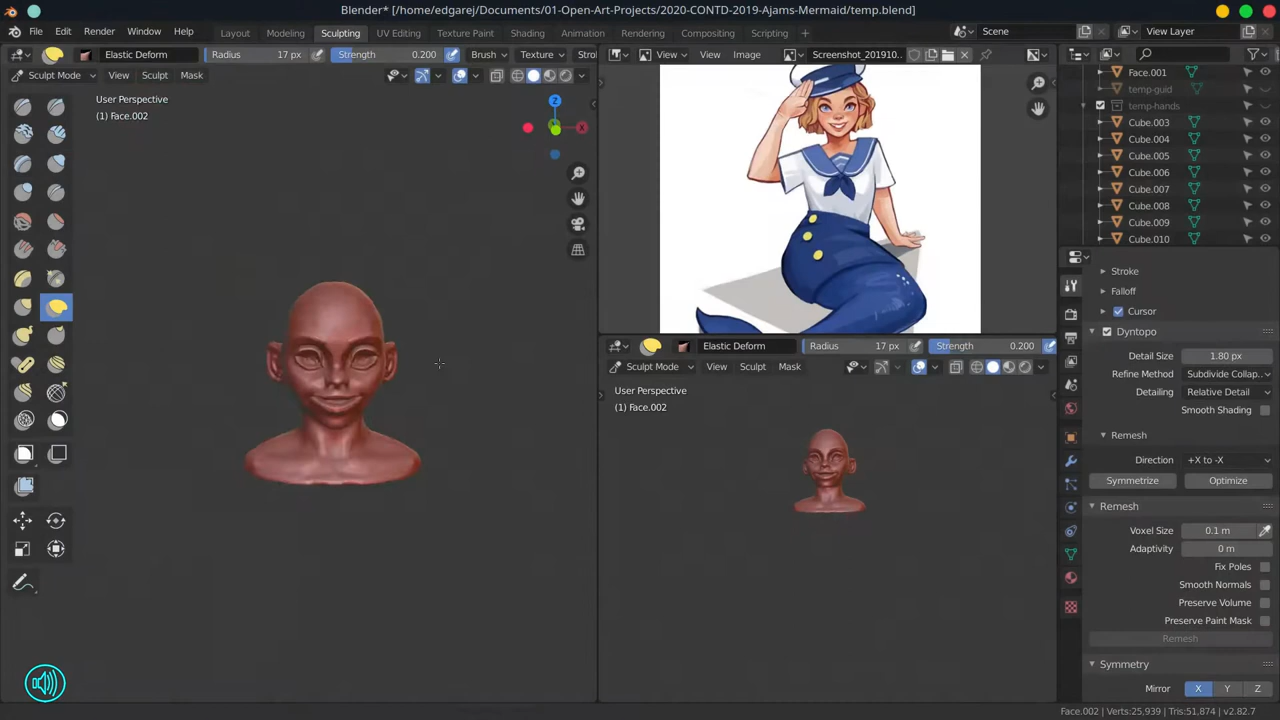 Blender* [/home/edgarej/Documents/01-Open-Art-Projects/2020-CONTD-2019-Ajams-Mermaid/temp.blend]
File Edit Render Window Help Layout Modeling Sculpting UV Editing Texture Paint Shading Animation Rendering Compositing Scripting Scene View Layer
Elastic Deform Radius 17 px Strength 0.200 Brush Texture Stro
Sculpt Mode View Sculpt Mask
User Perspective
(1) Face.002
Z
X
View View Image Screenshot_201910..
Elastic Deform Radius 17 px Strength 0.200
Sculpt Mode View Sculpt Mask
User Perspective
(1) Face.002
Face.001
temp-guid
temp-hands
Cube.003
Cube.004
Cube.005
Cube.006
Cube.007
Cube.008
Cube.009
Cube.010
Stroke
Falloff
Cursor
Dyntopo
Detail Size 1.80 px
Refine Method Subdivide Collap..
Detailing Relative Detail
Smooth Shading
Remesh
Direction +X to -X
Symmetrize Optimize
Remesh
Voxel Size 0.1 m
Adaptivity 0 m
Fix Poles
Smooth Normals
Preserve Volume
Preserve Paint Mask
Remesh
Symmetry
Mirror X Y Z
Face.002 | Verts:25,939 | Tris:51,874 | v2.82.7